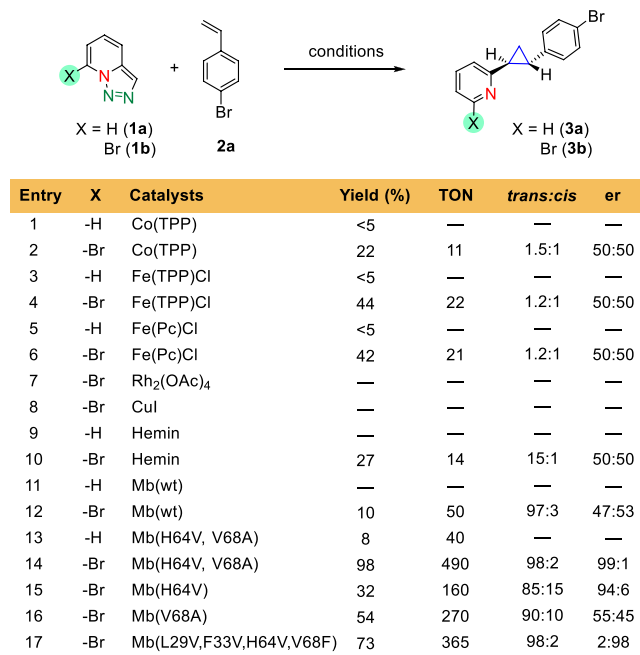 Br
conditions
X
N
N=N
+
Br
H
H
N
X
X = H (1a)
Br (1b)
2a
X = H (3a)
Br (3b)
Entry X Catalysts Yield (%) TON trans:cis er
1 -H Co(TPP) <5 — — —
2 -Br Co(TPP) 22 11 1.5:1 50:50
3 -H Fe(TPP)Cl <5 — — —
4 -Br Fe(TPP)Cl 44 22 1.2:1 50:50
5 -H Fe(Pc)Cl <5 — — —
6 -Br Fe(Pc)Cl 42 21 1.2:1 50:50
7 -Br Rh2(OAc)4 — — — —
8 -Br CuI — — — —
9 -H Hemin — — — —
10 -Br Hemin 27 14 15:1 50:50
11 -H Mb(wt) — — — —
12 -Br Mb(wt) 10 50 97:3 47:53
13 -H Mb(H64V, V68A) 8 40 — —
14 -Br Mb(H64V, V68A) 98 490 98:2 99:1
15 -Br Mb(H64V) 32 160 85:15 94:6
16 -Br Mb(V68A) 54 270 90:10 55:45
17 -Br Mb(L29V,F33V,H64V,V68F) 73 365 98:2 2:98